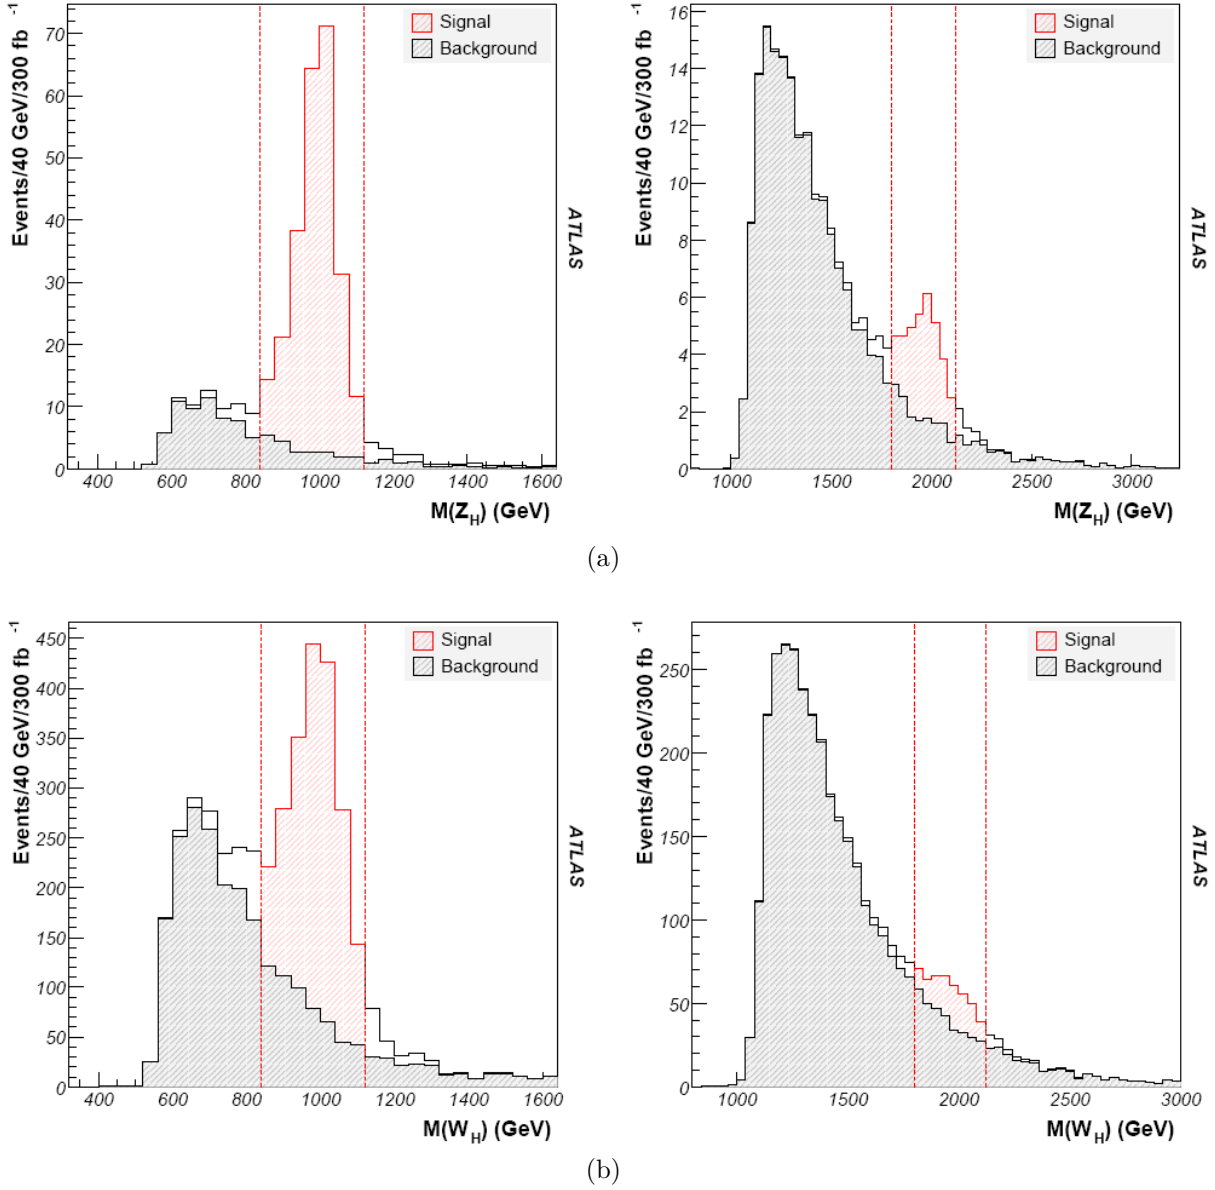 Events/40 GeV/300 fb -1
70
60
50
40
30
20
10
0
400 600 800 1000 1200 1400 1600
M(Z_H) (GeV)
Signal
Background
ATLAS
Events/40 GeV/300 fb -1
16
14
12
10
8
6
4
2
0
1000 1500 2000 2500 3000
M(Z_H) (GeV)
Signal
Background
ATLAS
(a)
Events/40 GeV/300 fb -1
450
400
350
300
250
200
150
100
50
0
400 600 800 1000 1200 1400 1600
M(W_H) (GeV)
Signal
Background
ATLAS
Events/40 GeV/300 fb -1
250
200
150
100
50
0
1000 1500 2000 2500 3000
M(W_H) (GeV)
Signal
Background
ATLAS
(b)